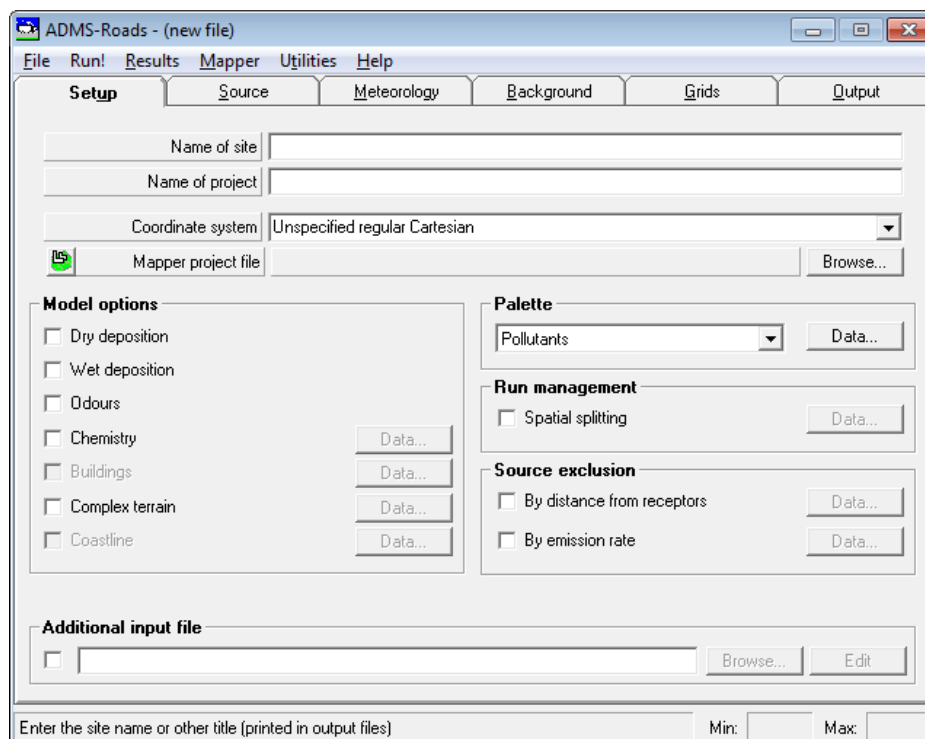 ADMS-Roads - (new file)
File Run! Results Mapper Utilities Help
Setup Source Meteorology Background Grids Output
Name of site
Name of project
Coordinate system Unspecified regular Cartesian
Mapper project file Browse...
Model options
Dry deposition
Wet deposition
Odours
Chemistry Data...
Buildings Data...
Complex terrain Data...
Coastline Data...
Palette
Pollutants Data...
Run management
Spatial splitting Data...
Source exclusion
By distance from receptors Data...
By emission rate Data...
Additional input file
Browse... Edit
Enter the site name or other title (printed in output files) Min: Max: